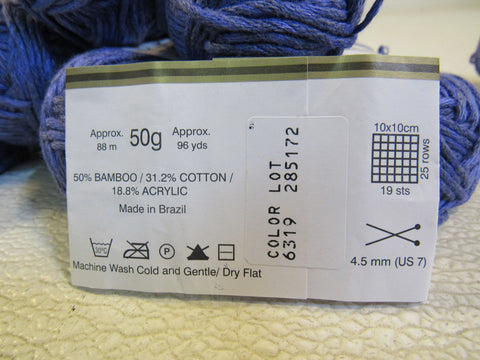 Approx.
88 m
50g
Approx.
96 yds
50% BAMBOO / 31.2% COTTON /
18.8% ACRYLIC
Made in Brazil
30°C
P
Machine Wash Cold and Gentle/ Dry Flat
COLOR LOT
6319 285172
10x10cm
25 rows
19 sts
4.5 mm (US 7)